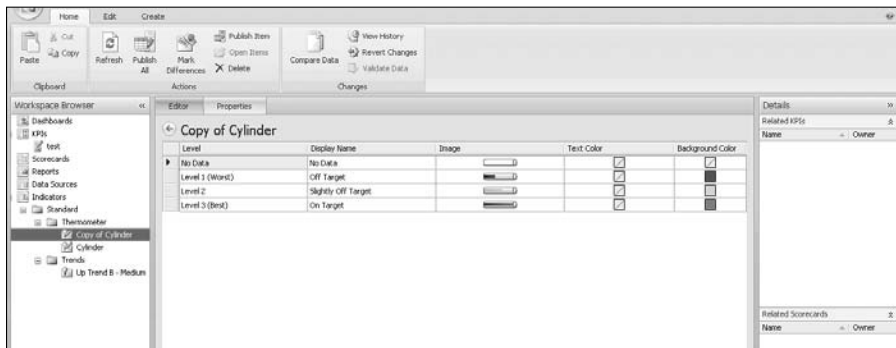 Home Edit Create
Paste
Cut
Copy
Clipboard
Refresh
Publish All
Mark Differences
Publish Item
Open Items
Delete
Actions
Compare Data
View History
Revert Changes
Validate Data
Changes
Workspace Browser «
Dashboards
KPIs
test
Scorecards
Reports
Data Sources
Indicators
Standard
Thermometer
Copy of Cylinder
Cylinder
Trends
Up Trend B - Medium
Editor Properties
Copy of Cylinder
Level Display Name Image Text Color Background Color
No Data No Data
Level 1 (Worst) Off Target
Level 2 Slightly Off Target
Level 3 (Best) On Target
Details »
Related KPIs
Name Owner
Related Scorecards
Name Owner